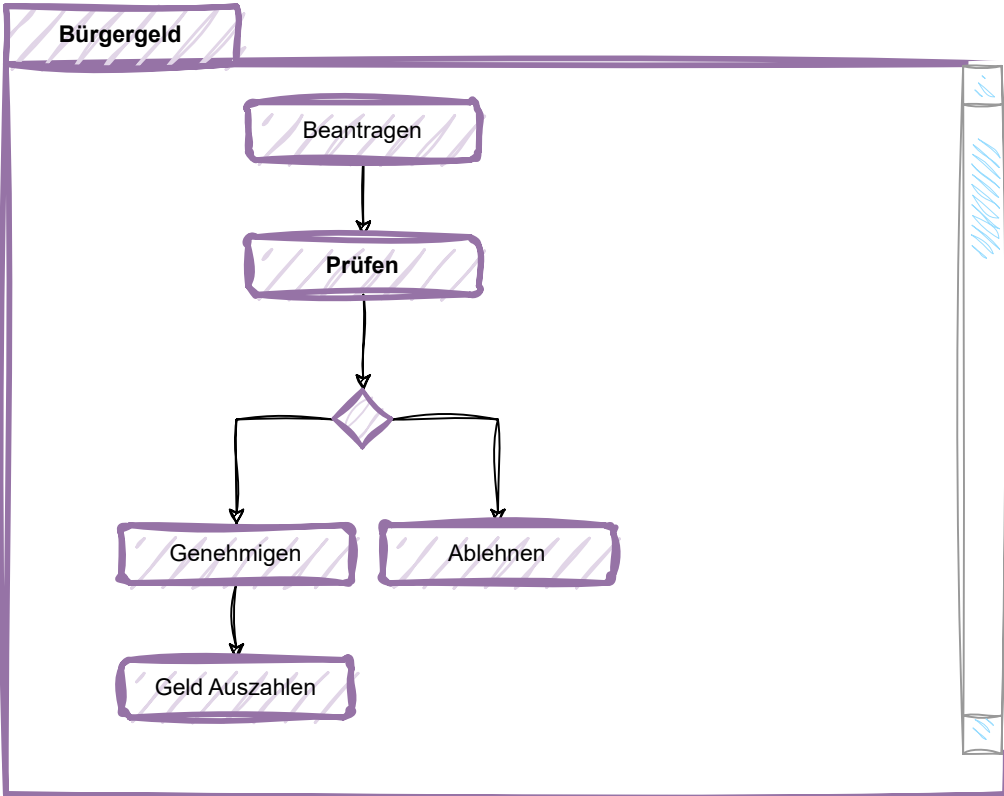 Bürgergeld
Beantragen
Prüfen
Genehmigen
Ablehnen
Geld Auszahlen